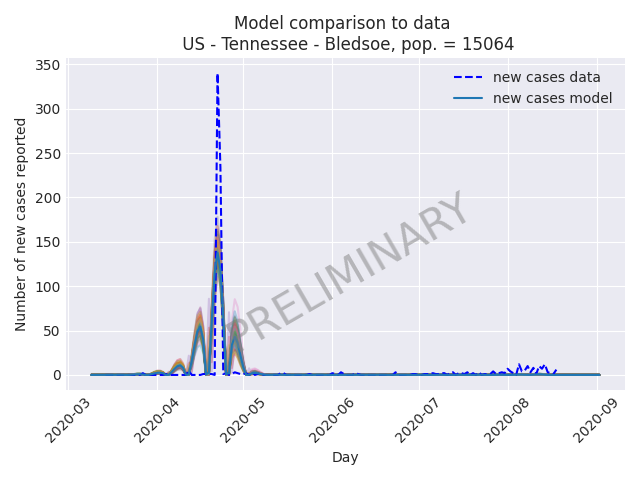 Model comparison to data
US - Tennessee - Bledsoe, pop. = 15064
350
300
250
200
150
100
50
0
Number of new cases reported
new cases data
new cases model
PRELIMINARY
2020-03
2020-04
2020-05
2020-06
2020-07
2020-08
2020-09
Day